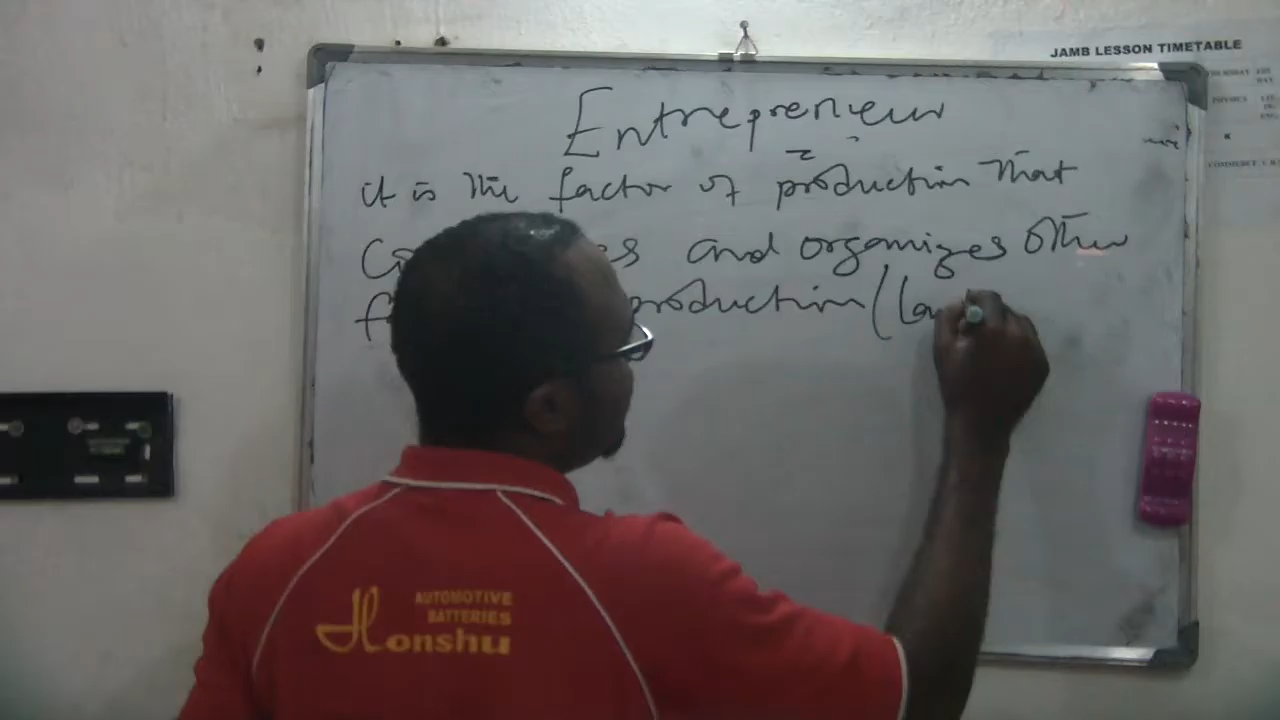 JAMB LESSON TIMETABLE
Entrepreneur
it is the factor of production that
and organizes other
production (la
AUTOMOTIVE
BATTERIES
Honshu